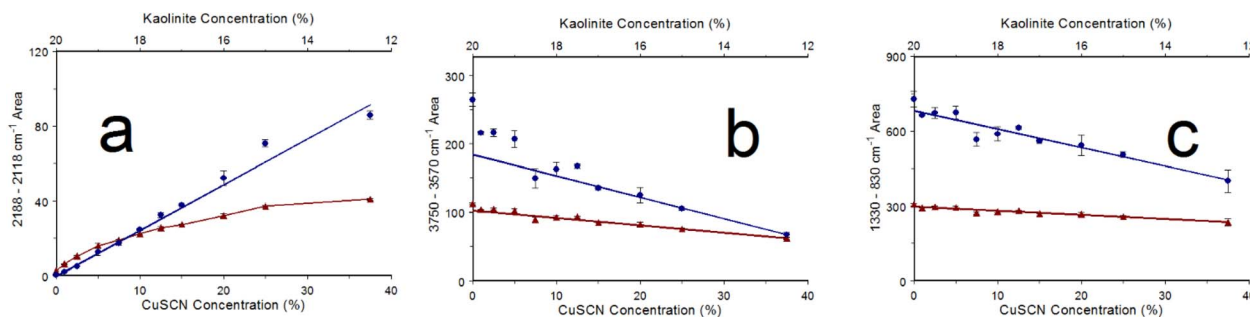 Kaolinite Concentration (%)
20 18 16 14 12
120
80
40
0
2188 - 2118 cm⁻¹ Area
a
0 10 20 30 40
CuSCN Concentration (%)
Kaolinite Concentration (%)
20 18 16 14 12
300
200
100
0
3750 - 3570 cm⁻¹ Area
b
0 10 20 30 40
CuSCN Concentration (%)
Kaolinite Concentration (%)
20 18 16 14 12
900
600
300
0
1330 - 830 cm⁻¹ Area
c
0 10 20 30 40
CuSCN Concentration (%)